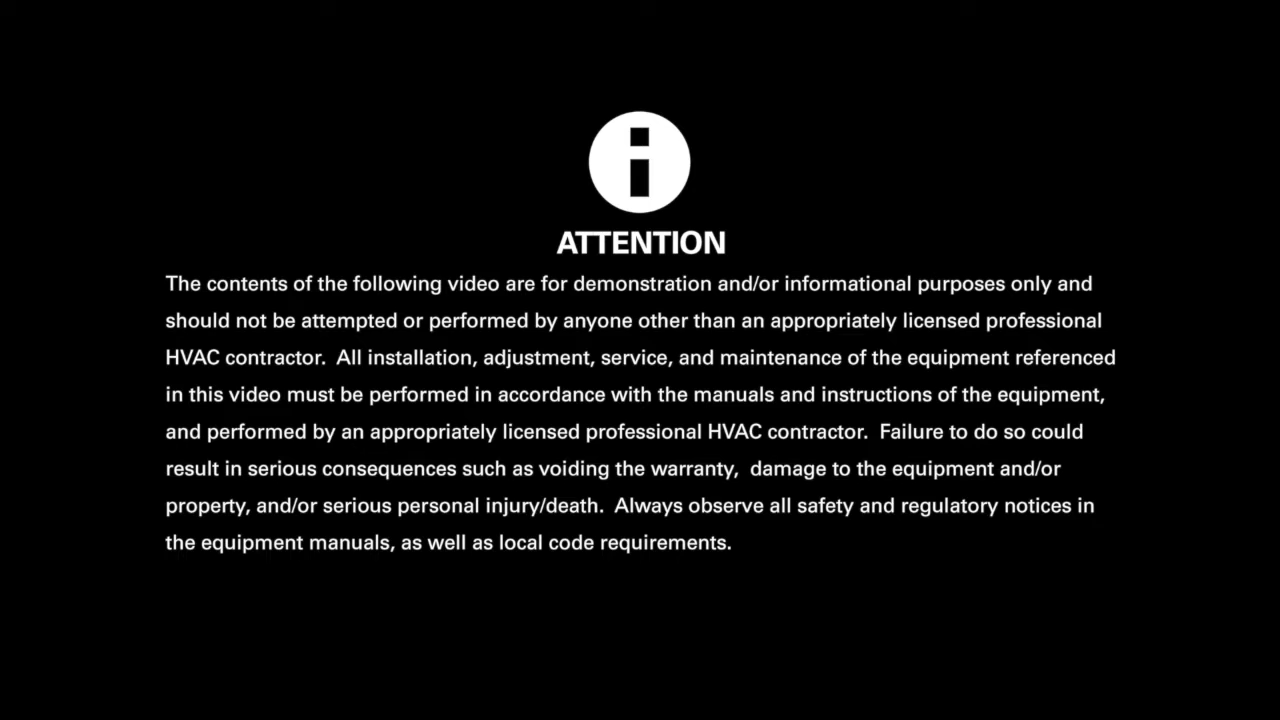 i
ATTENTION
The contents of the following video are for demonstration and/or informational purposes only and
should not be attempted or performed by anyone other than an appropriately licensed professional
HVAC contractor.  All installation, adjustment, service, and maintenance of the equipment referenced
in this video must be performed in accordance with the manuals and instructions of the equipment,
and performed by an appropriately licensed professional HVAC contractor.  Failure to do so could
result in serious consequences such as voiding the warranty,  damage to the equipment and/or
property, and/or serious personal injury/death.  Always observe all safety and regulatory notices in
the equipment manuals, as well as local code requirements.